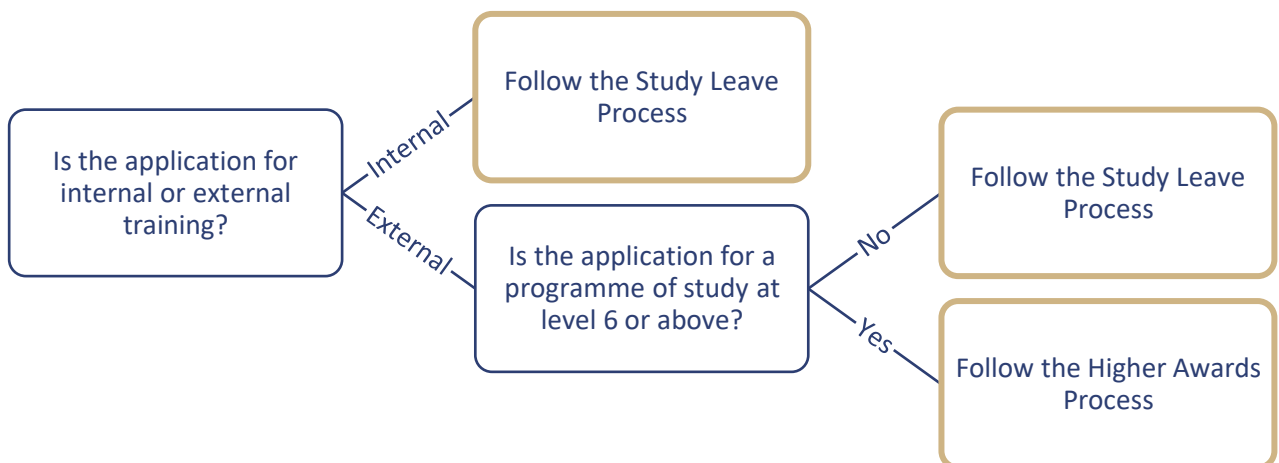 Is the application for
internal or external
training?
Internal
External
Follow the Study Leave
Process
Is the application for a
programme of study at
level 6 or above?
No
Yes
Follow the Study Leave
Process
Follow the Higher Awards
Process